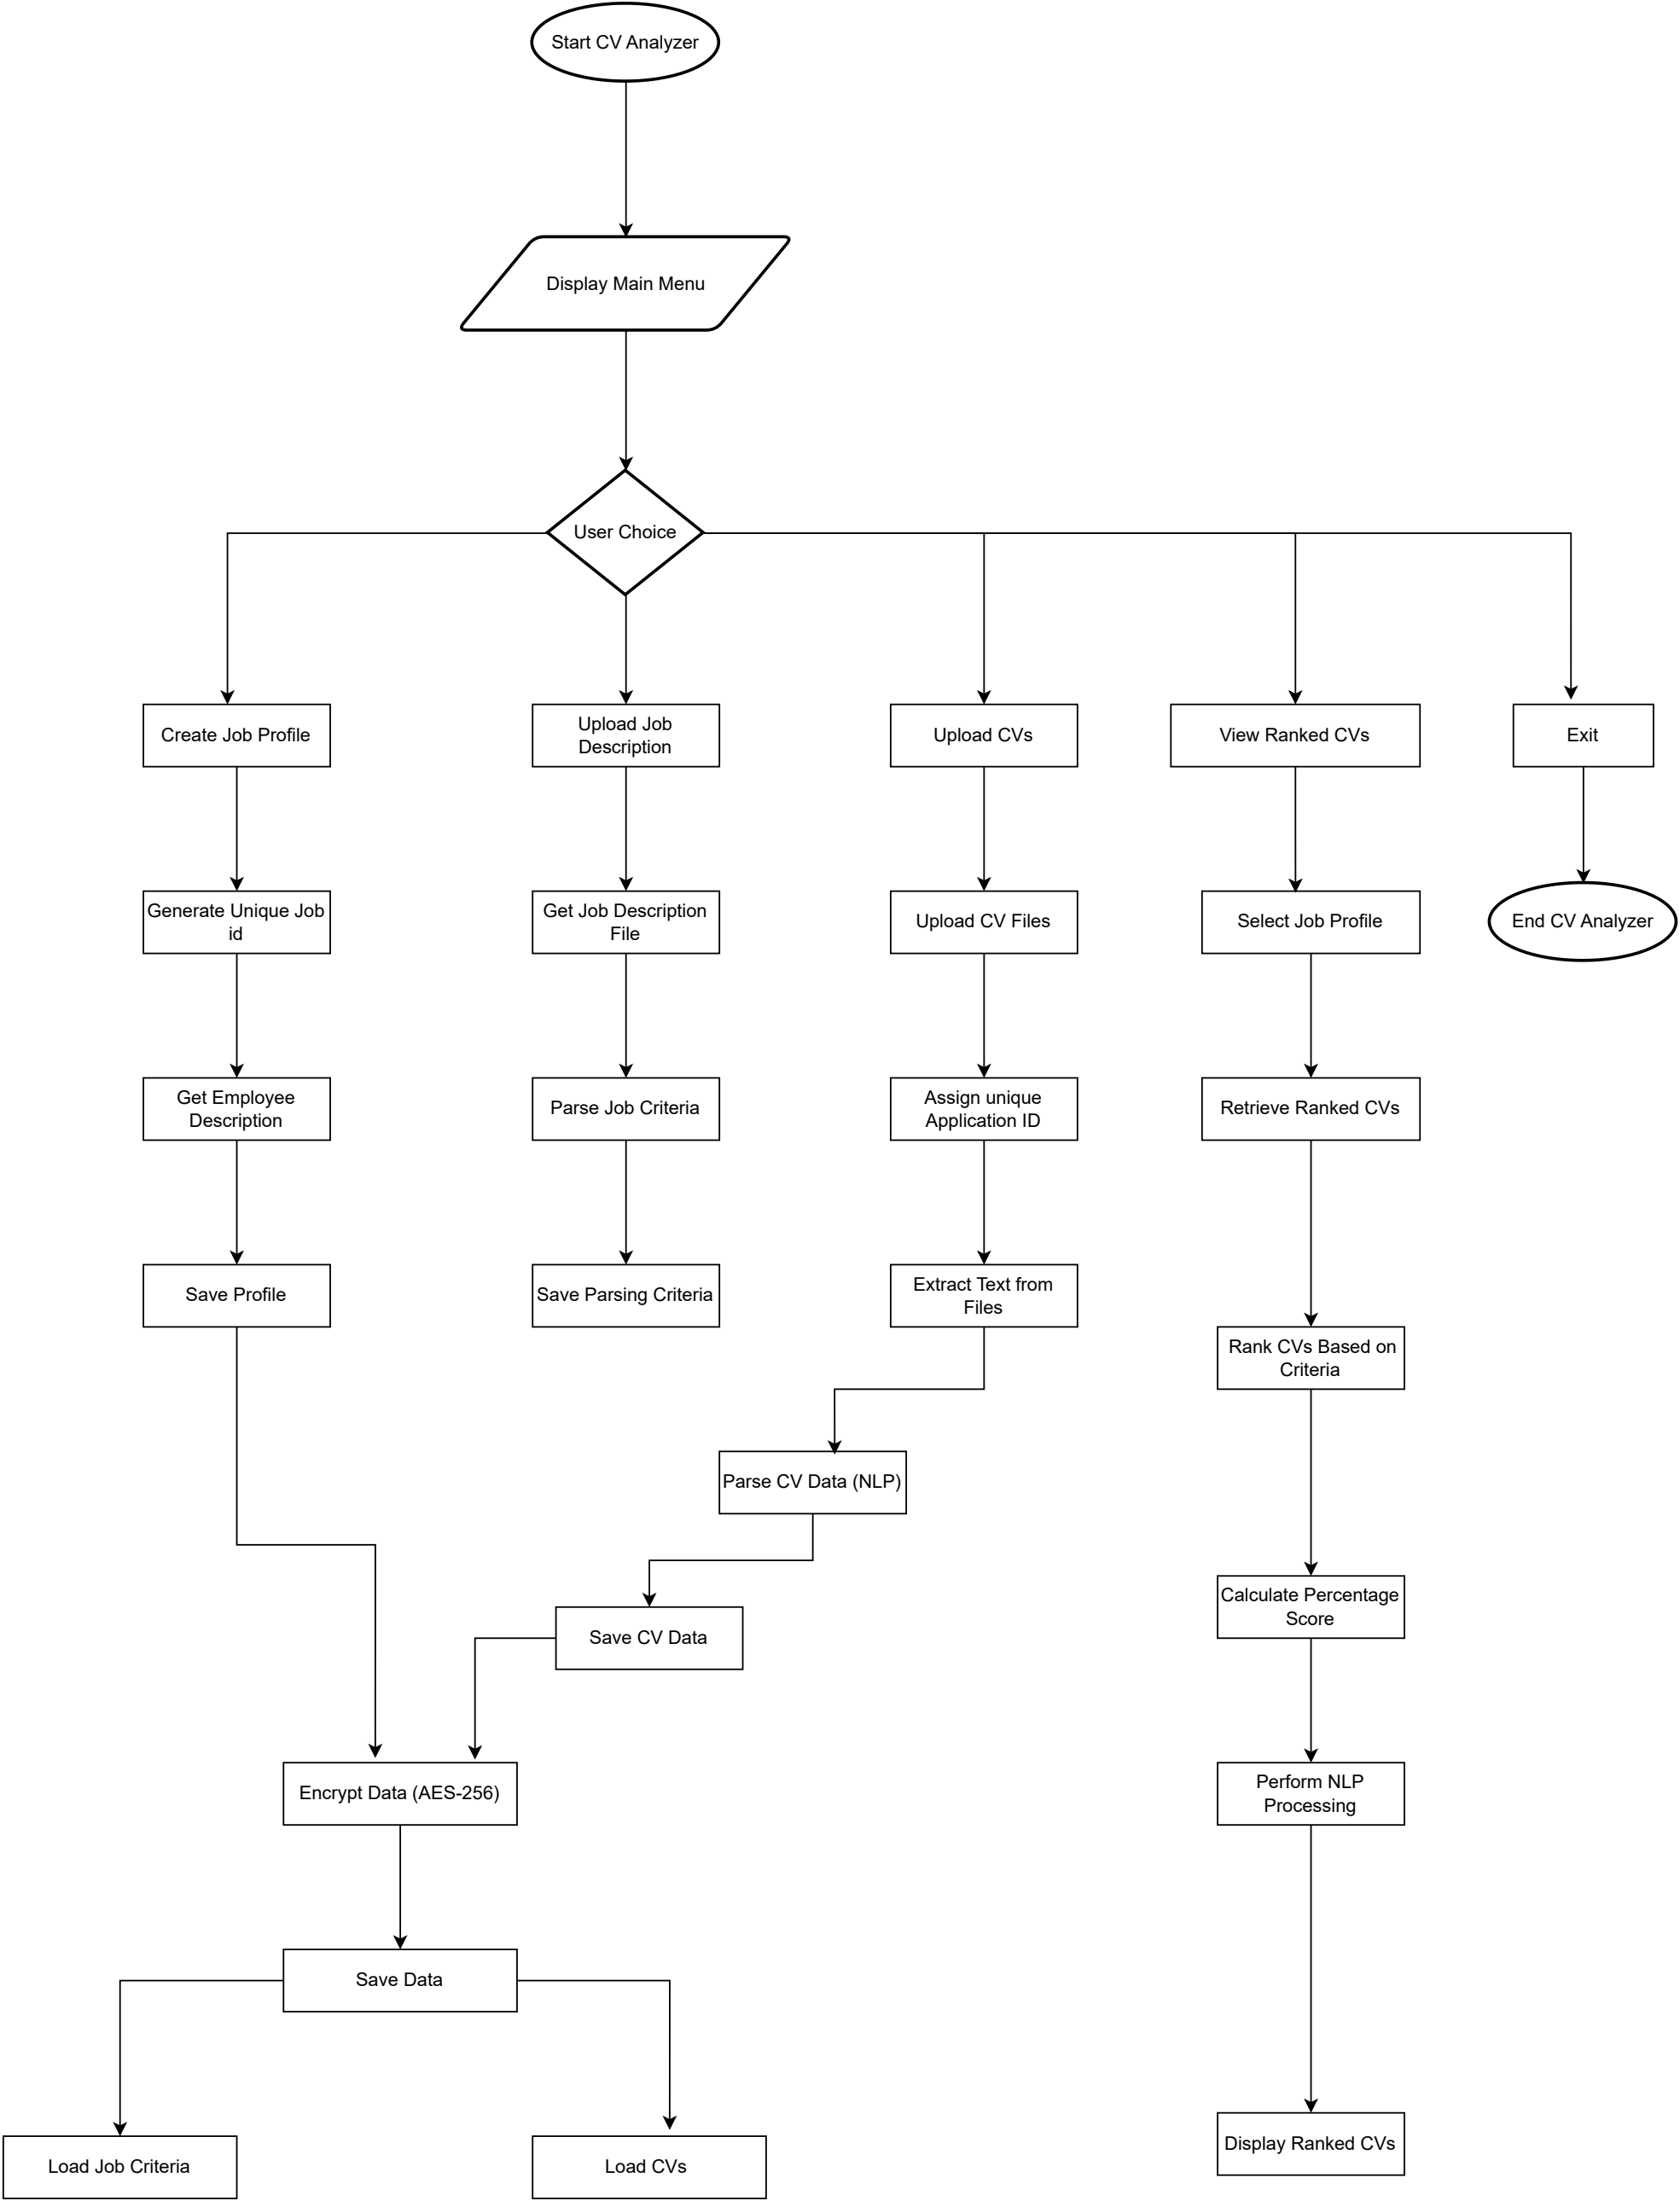 Start CV Analyzer
Display Main Menu
User Choice
Create Job Profile
Upload Job
Description
Upload CVs
View Ranked CVs
Exit
Generate Unique Job
id
Get Job Description
File
Upload CV Files
Select Job Profile
End CV Analyzer
Get Employee
Description
Parse Job Criteria
Assign unique
Application ID
Retrieve Ranked CVs
Save Profile
Save Parsing Criteria
Extract Text from
Files
Rank CVs Based on
Criteria
Parse CV Data (NLP)
Save CV Data
Calculate Percentage
Score
Encrypt Data (AES-256)
Perform NLP
Processing
Save Data
Display Ranked CVs
Load Job Criteria
Load CVs